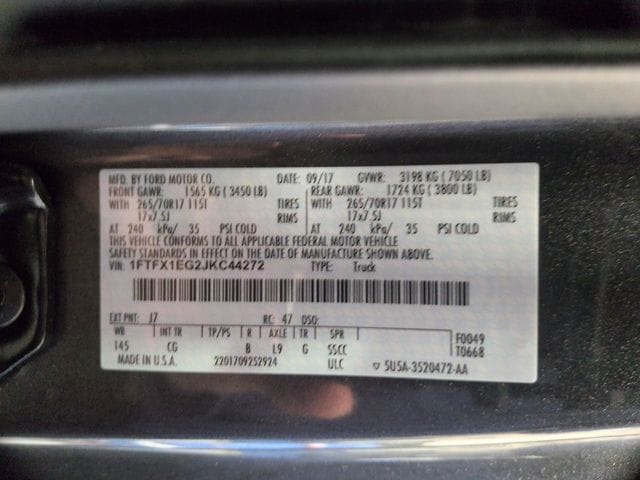 MFD. BY FORD MOTOR CO. DATE: 09/17 GVWR: 3198 KG ( 7050 LB)
FRONT GAWR: 1565 KG ( 3450 LB) REAR GAWR: 1724 KG ( 3800 LB)
WITH 265/70R17 115T TIRES WITH 265/70R17 115T TIRES
17x7.5J RIMS 17x7.5J RIMS
AT 240 kPa/ 35 PSI COLD AT 240 kPa/ 35 PSI COLD
THIS VEHICLE CONFORMS TO ALL APPLICABLE FEDERAL MOTOR VEHICLE
SAFETY STANDARDS IN EFFECT ON THE DATE OF MANUFACTURE SHOWN ABOVE.
VIN: 1FTFX1EG2JKC44272 TYPE: Truck
EXT PNT: J7 RC: 47 DSO:
WB INT TR TP/PS R AXLE TR SPR F0049
145 CG B L9 G SSCC T0668
MADE IN U.S.A. 2201709252924 ULC ▽ 5U5A-3520472-AA